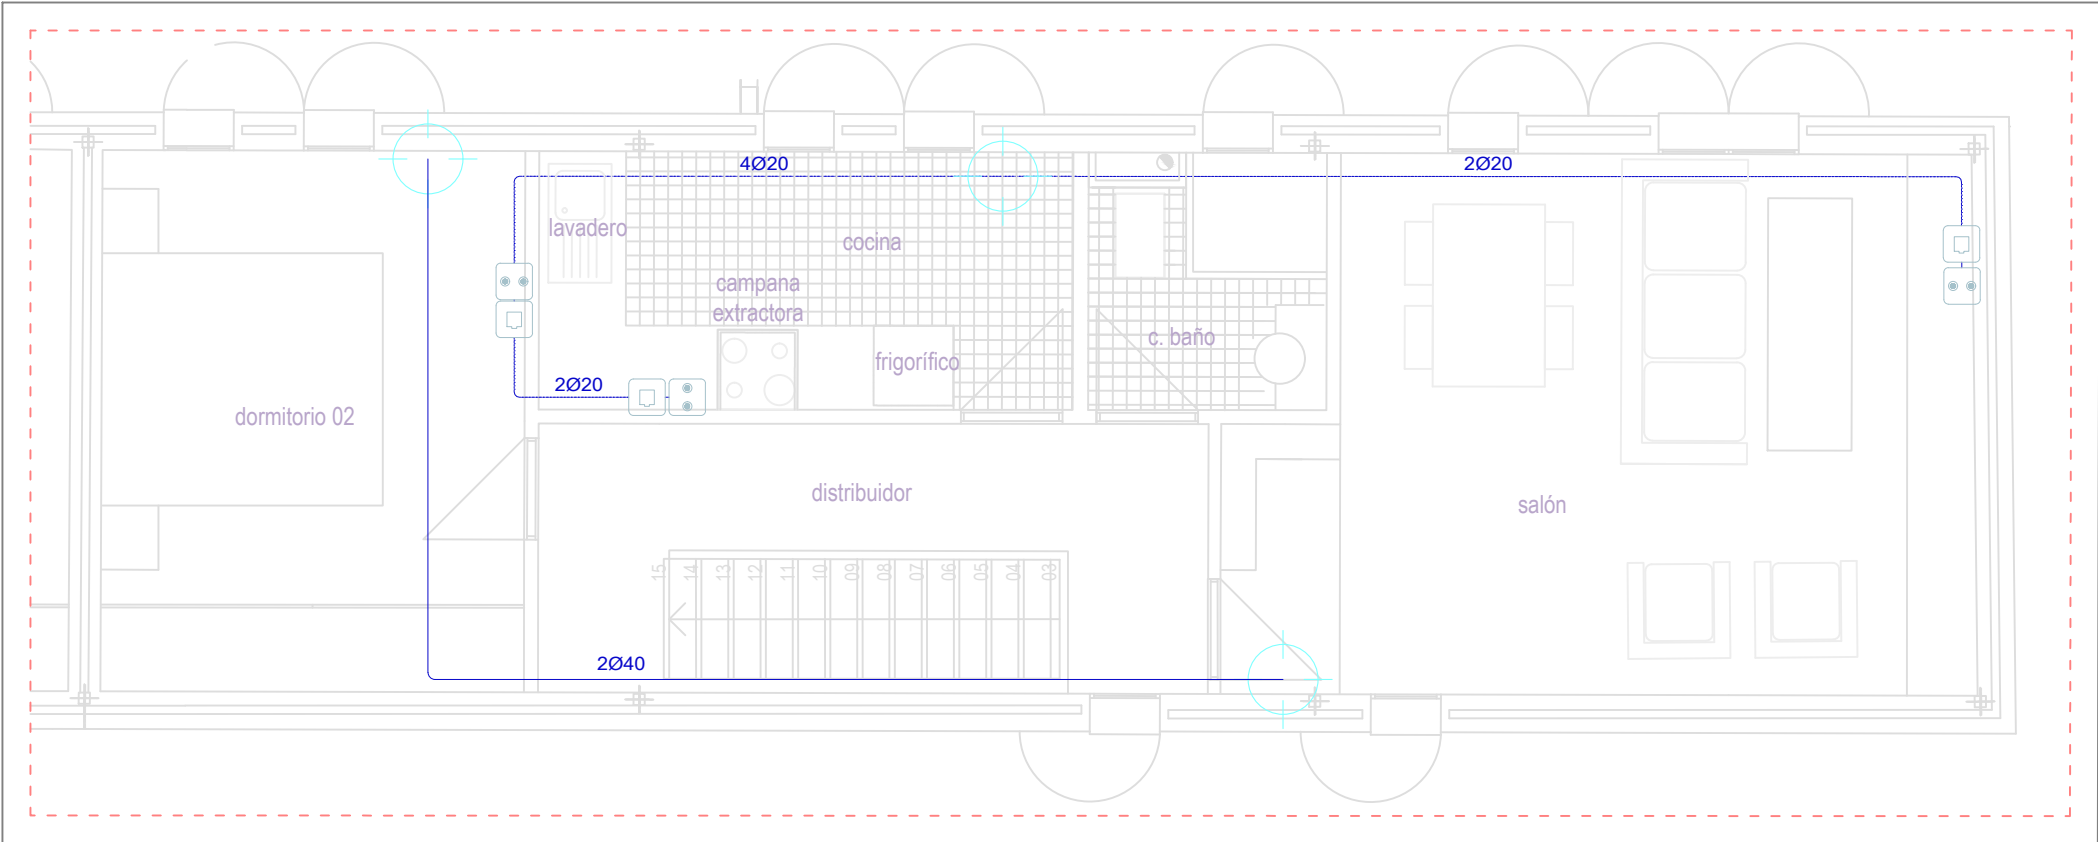 4Ø20
2Ø20
lavadero
cocina
campana
extractora
c. baño
frigorífico
2Ø20
dormitorio 02
distribuidor
salón
15
14
13
12
11
10
09
08
07
06
05
04
03
2Ø40